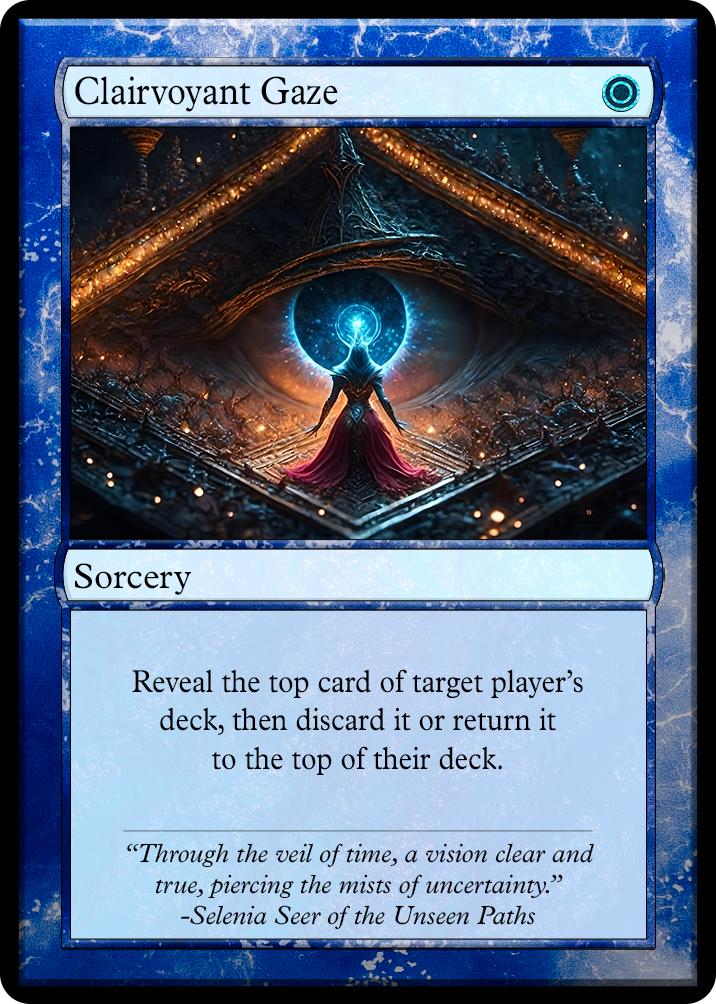 Clairvoyant Gaze
Sorcery
Reveal the top card of target player’s
deck, then discard it or return it
to the top of their deck.
“Through the veil of time, a vision clear and
true, piercing the mists of uncertainty.”
-Selenia Seer of the Unseen Paths